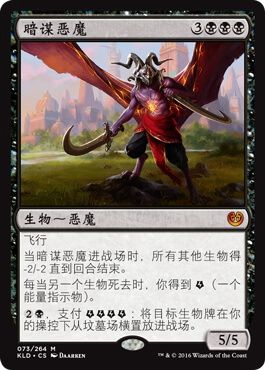 暗谋恶魔 3
生物～恶魔
飞行
当暗谋恶魔进战场时，所有其他生物得
-2/-2 直到回合结束。
每当另一个生物死去时，你得到 （一个
能量指示物）。
2 ，支付 ：将目标生物牌在你
的操控下从坟墓场横置放进战场。
5/5
073/264 M
KLD • CS DAARKEN
™ & © 2016 Wizards of the Coast